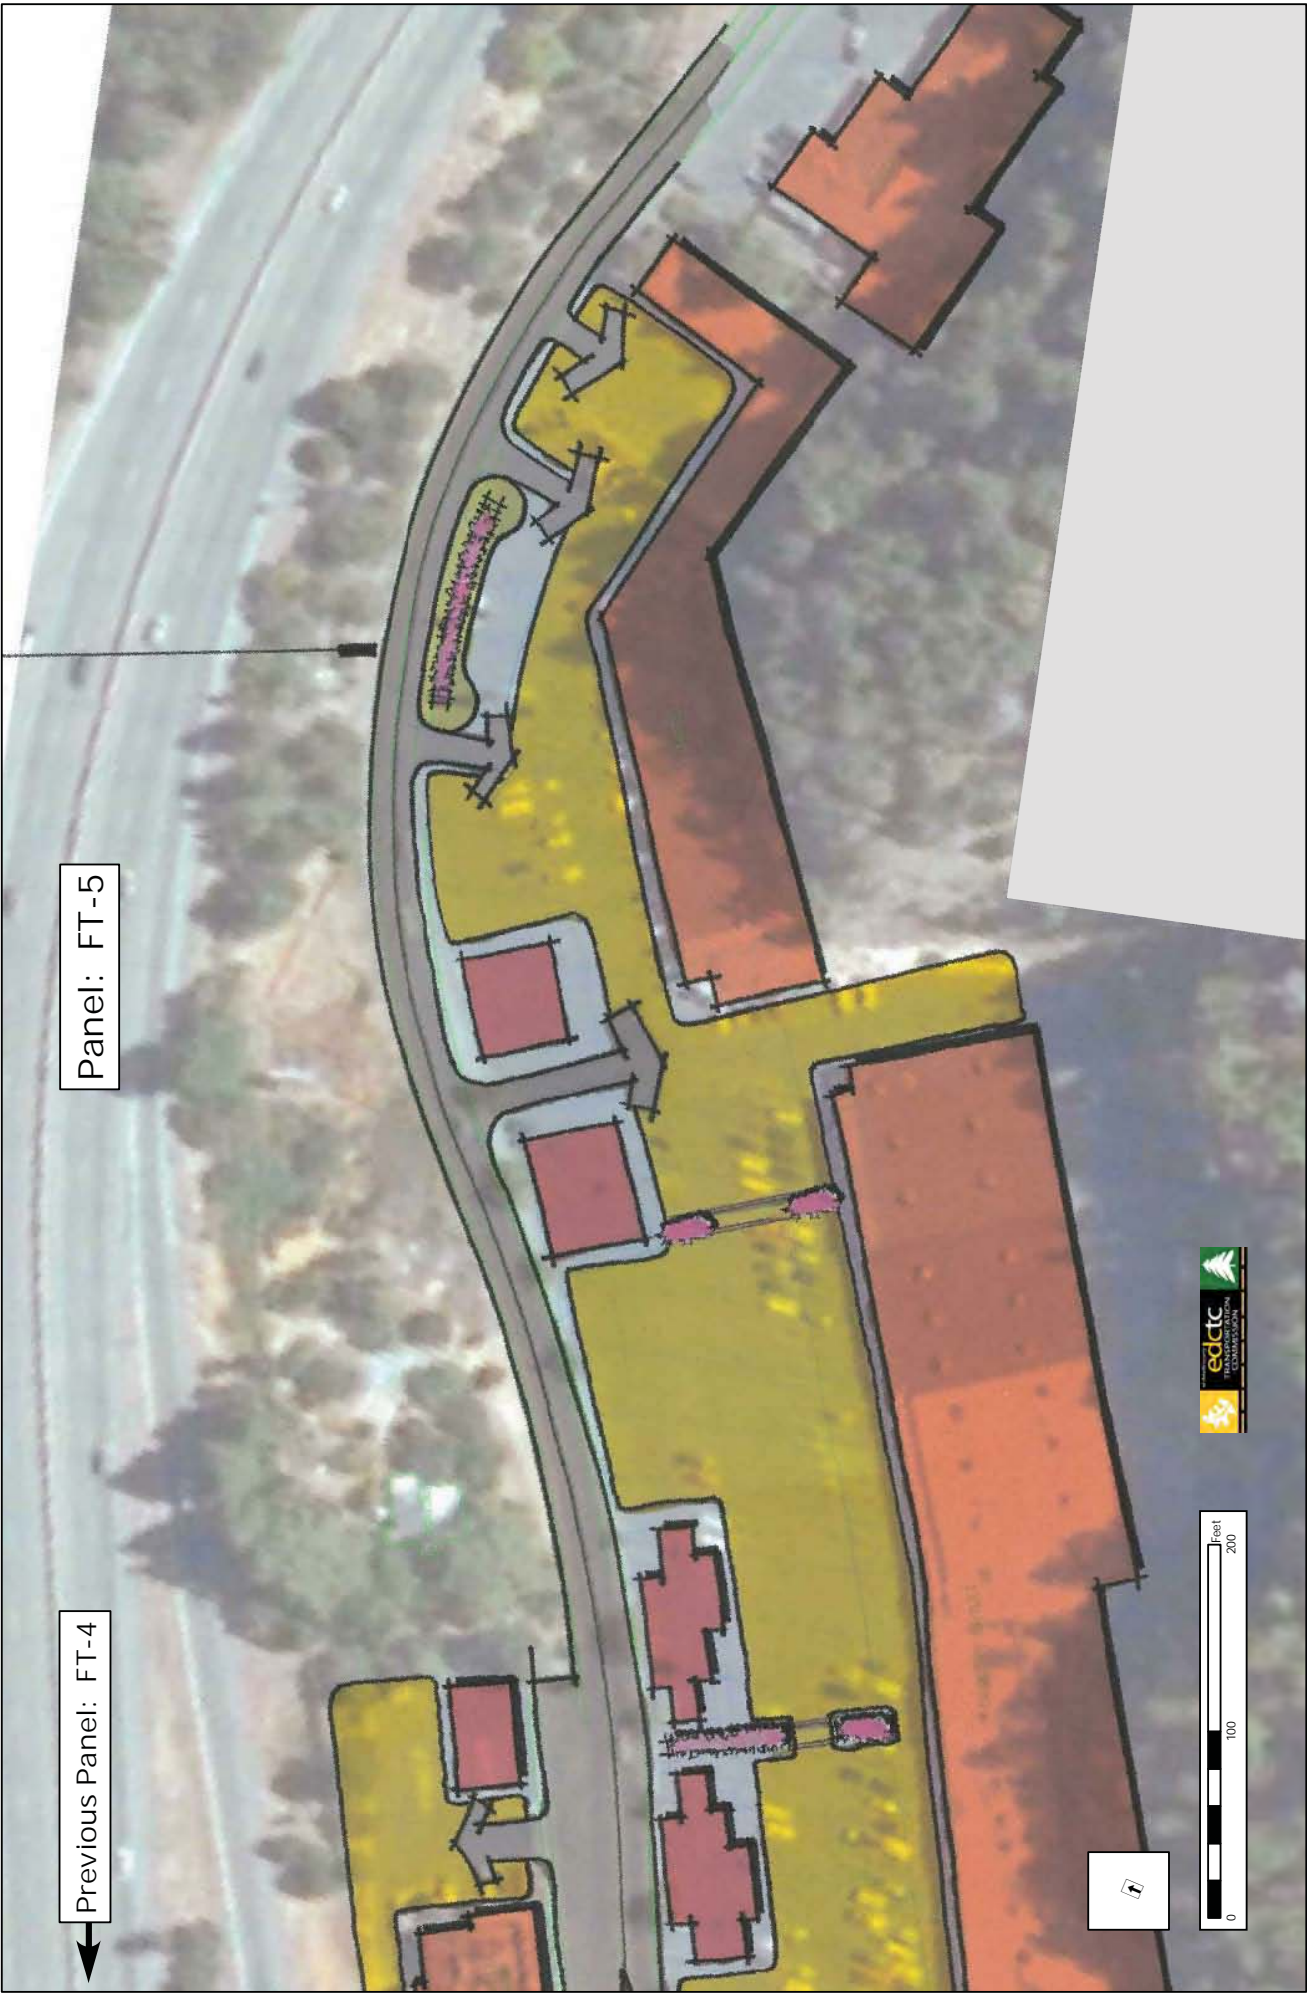 Panel: FT-5
Previous Panel: FT-4
edctc
TRANSPORTATION
COMMISSION
0
100
200
Feet